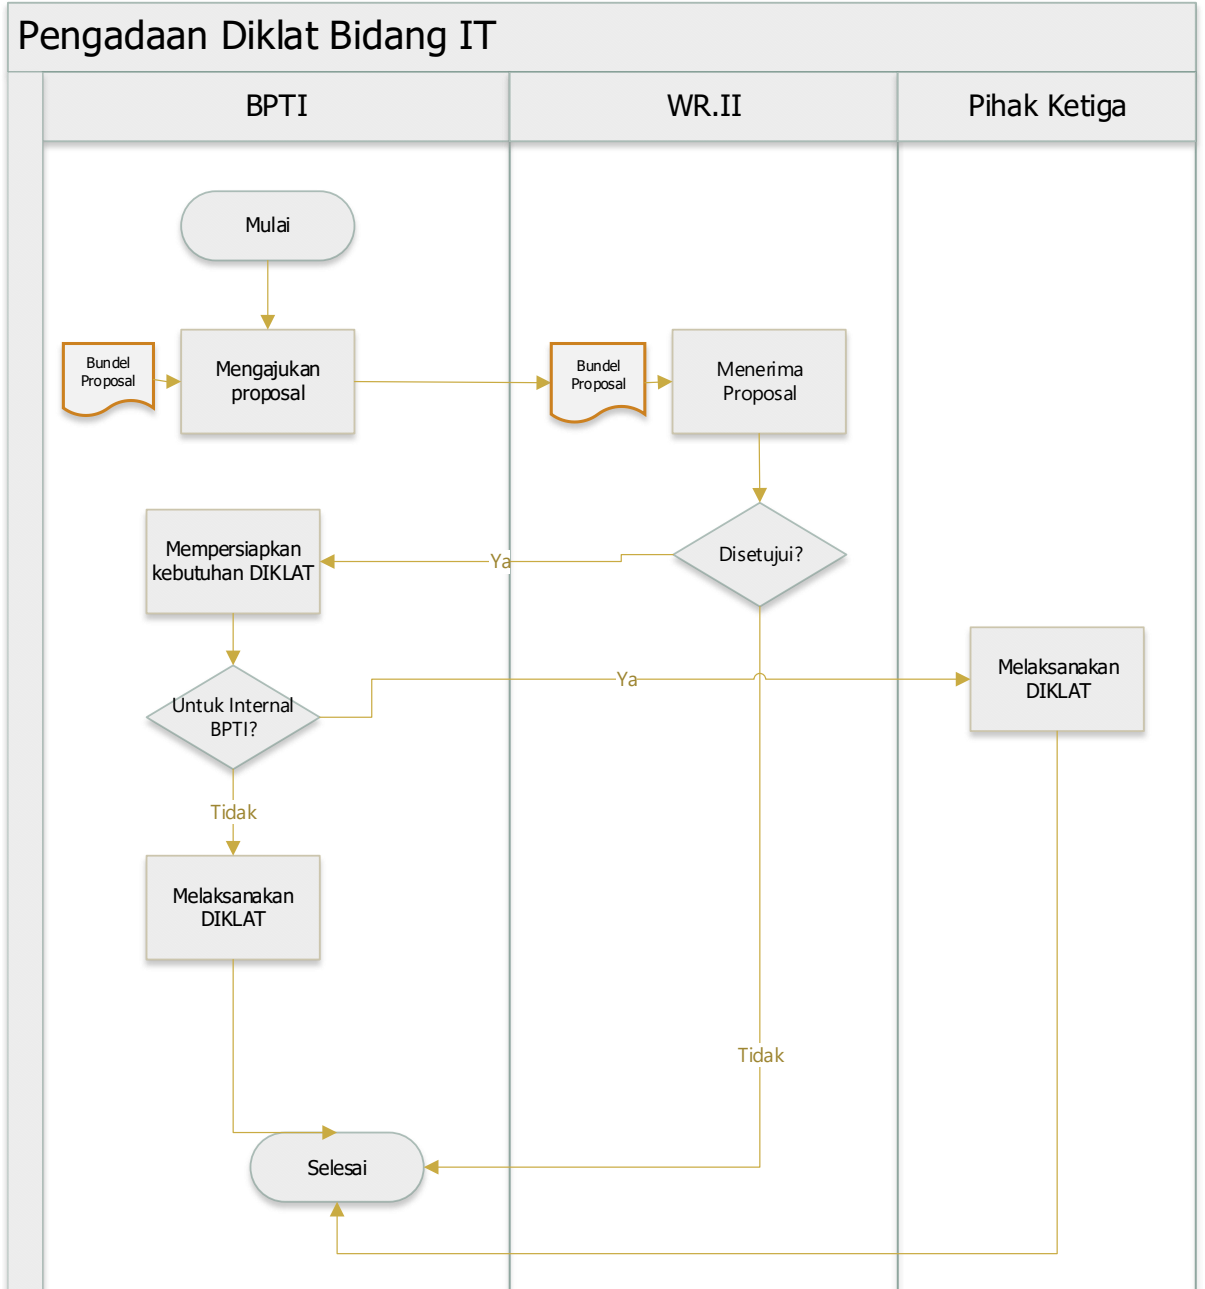 Pengadaan Diklat Bidang IT
BPTI
WR.II
Pihak Ketiga
Mulai
Bundel
Proposal
Mengajukan
proposal
Bundel
Proposal
Menerima
Proposal
Disetujui?
Ya
Mempersiapkan
kebutuhan DIKLAT
Untuk Internal
BPTI?
Ya
Melaksanakan
DIKLAT
Tidak
Melaksanakan
DIKLAT
Tidak
Selesai